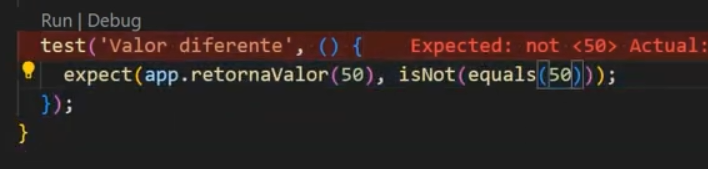 Run | Debug
test('Valor diferente', () { Expected: not <50> Actual:
expect(app.retornaValor(50), isNot(equals(50)));
});
}